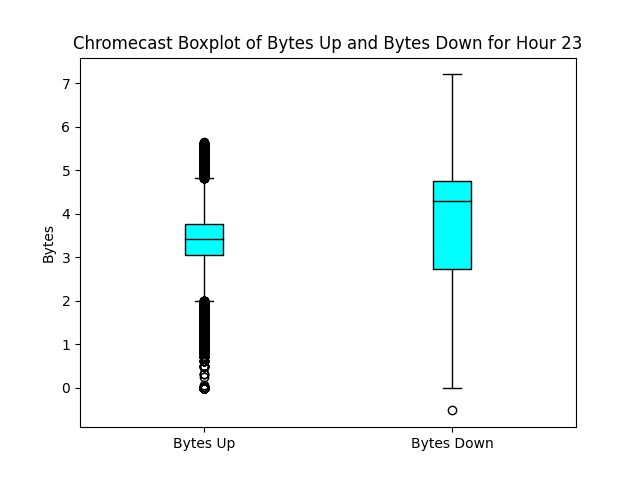 Chromecast Boxplot of Bytes Up and Bytes Down for Hour 23
7
6
5
4
3
2
1
0
Bytes
Bytes Up
Bytes Down